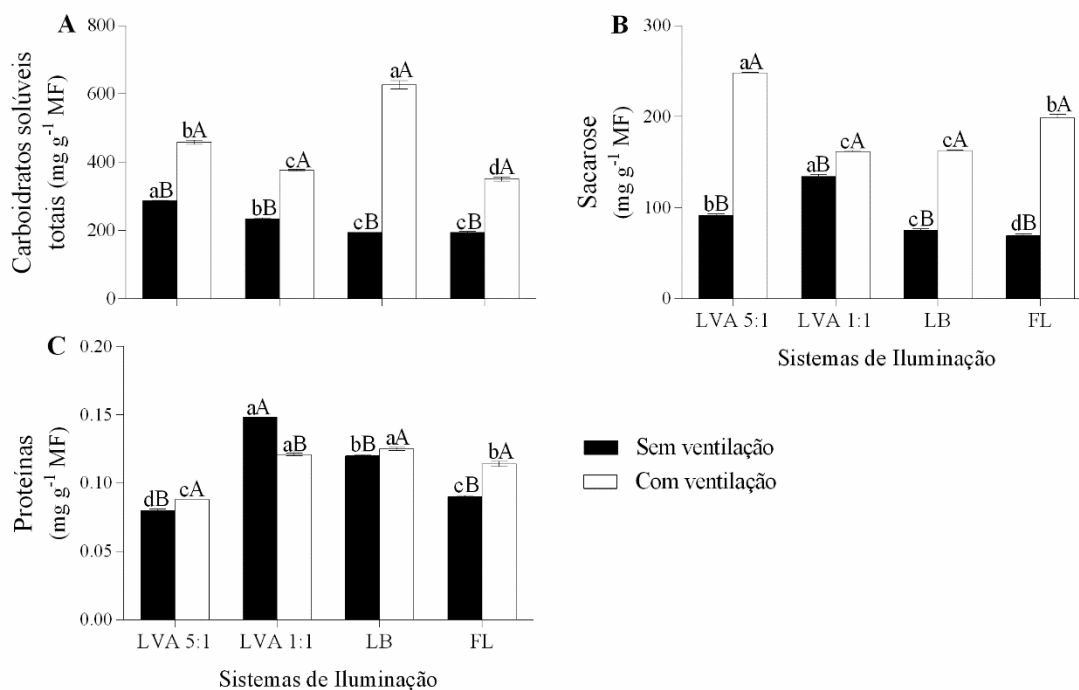 A
Carboidratos solúveis
totais (mg g⁻¹ MF)
800
600
400
200
0
aB
bA
bB
cA
cB
aA
cB
dA
B
Sacarose
(mg g⁻¹ MF)
300
200
100
0
bB
aA
aB
cA
cB
cA
dB
bA
LVA 5:1
LVA 1:1
LB
FL
Sistemas de Iluminação
C
Proteínas
(mg g⁻¹ MF)
0.20
0.15
0.10
0.05
0.00
dB
cA
aA
aB
bB
aA
cB
bA
LVA 5:1
LVA 1:1
LB
FL
Sistemas de Iluminação
Sem ventilação
Com ventilação